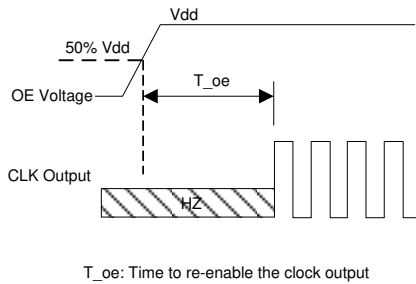 Vdd
50% Vdd
T_oe
OE Voltage
CLK Output
HZ
T_oe: Time to re-enable the clock output